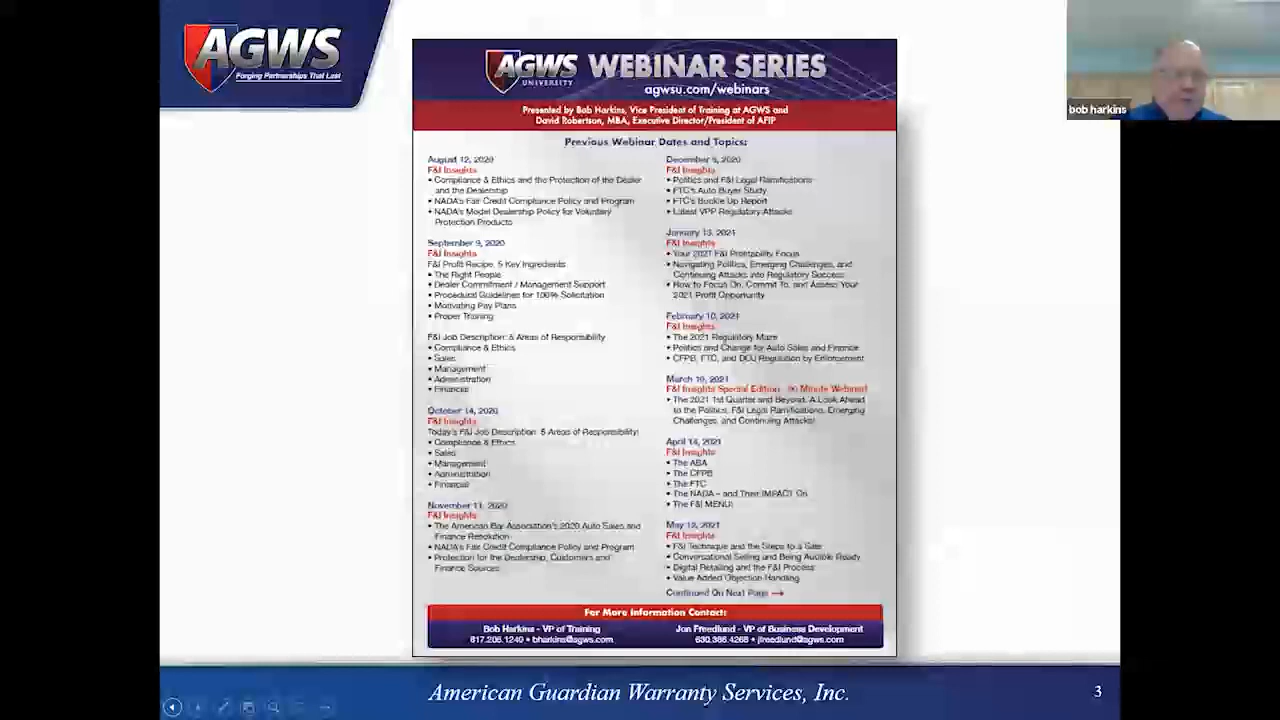 AGWS
Forging Partnerships That Last
AGWS
UNIVERSITY
WEBINAR SERIES
agwsu.com/webinars
Presented by Bob Harkins, Vice President of Training at AGWS and
David Robertson, MBA, Executive Director/President of AFIP
Previous Webinar Dates and Topics:
August 12, 2020
F&I Insights
• Compliance & Ethics and the Protection of the Dealer
and the Dealership
• NADA's Fair Credit Compliance Policy and Program
• NADA's Model Dealership Policy for Voluntary
Protection Products
September 9, 2020
F&I Insights
F&I Profit Recipe: 5 Key Ingredients
• The Right People
• Dealer Commitment / Management Support
• Procedural Guidelines for 100% Solicitation
• Motivating Pay Plans
• Proper Training
F&I Job Description: 5 Areas of Responsibility
• Compliance & Ethics
• Sales
• Management
• Administration
• Financial
October 14, 2020
F&I Insights
Today's F&I Job Description: 5 Areas of Responsibility:
• Compliance & Ethics
• Sales
• Management
• Administration
• Financial
November 11, 2020
F&I Insights
• The American Bar Association's 2020 Auto Sales and
Finance Resolution
• NADA's Fair Credit Compliance Policy and Program
• Protection for the Dealership, Customers and
Finance Sources
December 9, 2020
F&I Insights
• Politics and F&I Legal Ramifications
• FTC's Auto Buyer Study
• FTC's Buckle Up Report
• Latest VPP Regulatory Attacks
January 13, 2021
F&I Insights
• Your 2021 F&I Profitability Focus
• Navigating Politics, Emerging Challenges, and
Continuing Attacks into Regulatory Success
• How to Focus On, Commit To, and Assess Your
2021 Profit Opportunity
February 10, 2021
F&I Insights
• The 2021 Regulatory Maze
• Politics and Change for Auto Sales and Finance
• CFPB, FTC, and DOJ Regulation by Enforcement
March 10, 2021
F&I Insights Special Edition - 90 Minute Webinar!
• The 2021 1st Quarter and Beyond. A Look Ahead
to the Politics, F&I Legal Ramifications, Emerging
Challenges, and Continuing Attacks!
April 14, 2021
F&I Insights
• The ABA
• The CFPB
• The FTC
• The NADA – and Their IMPACT On
• The F&I MENU!
May 12, 2021
F&I Insights
• F&I Technique and the Steps to a Sale
• Conversational Selling and Being Audible Ready
• Digital Retailing and the F&I Process
• Value Added Objection Handling
Continued On Next Page →
For More Information Contact:
Bob Harkins - VP of Training
817.206.1240 • bharkins@agws.com
Jon Freedlund - VP of Business Development
630.366.4268 • jfreedlund@agws.com
bob harkins
American Guardian Warranty Services, Inc.
3